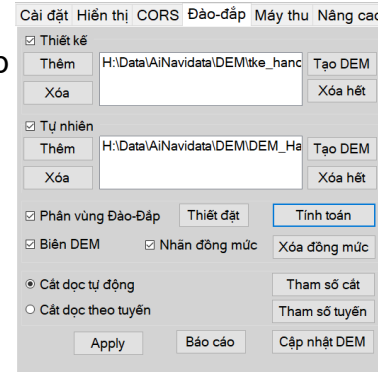 Cài đặt Hiển thị CORS Đào-đắp Máy thu Nâng cao
Thiết kế
Thêm H:\Data\AiNavidata\DEM\tke_hanc Tạo DEM
Xóa Xóa hết
Tự nhiên
Thêm H:\Data\AiNavidata\DEM\DEM_Ha Tạo DEM
Xóa Xóa hết
Phân vùng Đào-Đắp Thiết đặt Tính toán
Biên DEM Nhãn đồng mức Xóa đồng mức
Cắt dọc tự động Tham số cắt
Cắt dọc theo tuyến Tham số tuyến
Apply Báo cáo Cập nhật DEM